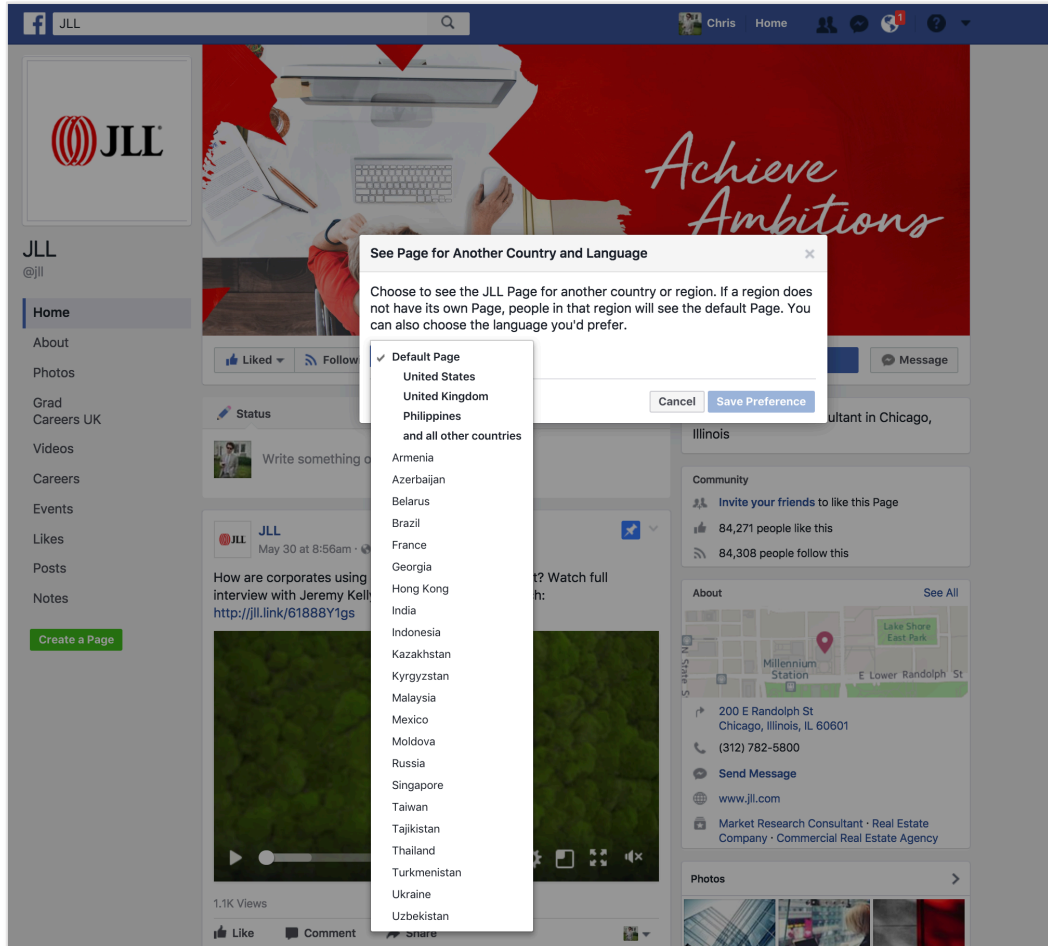 JLL
Chris
Home
1
JLL
Achieve
Ambitions
JLL
@jll
Home
About
Photos
Grad
Careers UK
Videos
Careers
Events
Likes
Posts
Notes
Create a Page
See Page for Another Country and Language
Choose to see the JLL Page for another country or region. If a region does
not have its own Page, people in that region will see the default Page. You
can also choose the language you'd prefer.
Default Page
United States
United Kingdom
Philippines
and all other countries
Armenia
Azerbaijan
Belarus
Brazil
France
Georgia
Hong Kong
India
Indonesia
Kazakhstan
Kyrgyzstan
Malaysia
Mexico
Moldova
Russia
Singapore
Taiwan
Tajikistan
Thailand
Turkmenistan
Ukraine
Uzbekistan
Cancel
Save Preference
Liked
Follow
Message
Status
Write something
JLL
JLL
May 30 at 8:56am ·
How are corporates using t? Watch full
interview with Jeremy Kelly h:
http://jll.link/61888Y1gs
1.1K Views
Like
Comment
Share
ultant in Chicago,
Illinois
Community
Invite your friends to like this Page
84,271 people like this
84,308 people follow this
About
See All
Lake Shore
East Park
Millennium
Station
E Lower Randolph St
N State S
200 E Randolph St
Chicago, Illinois, IL 60601
(312) 782-5800
Send Message
www.jll.com
Market Research Consultant · Real Estate
Company · Commercial Real Estate Agency
Photos